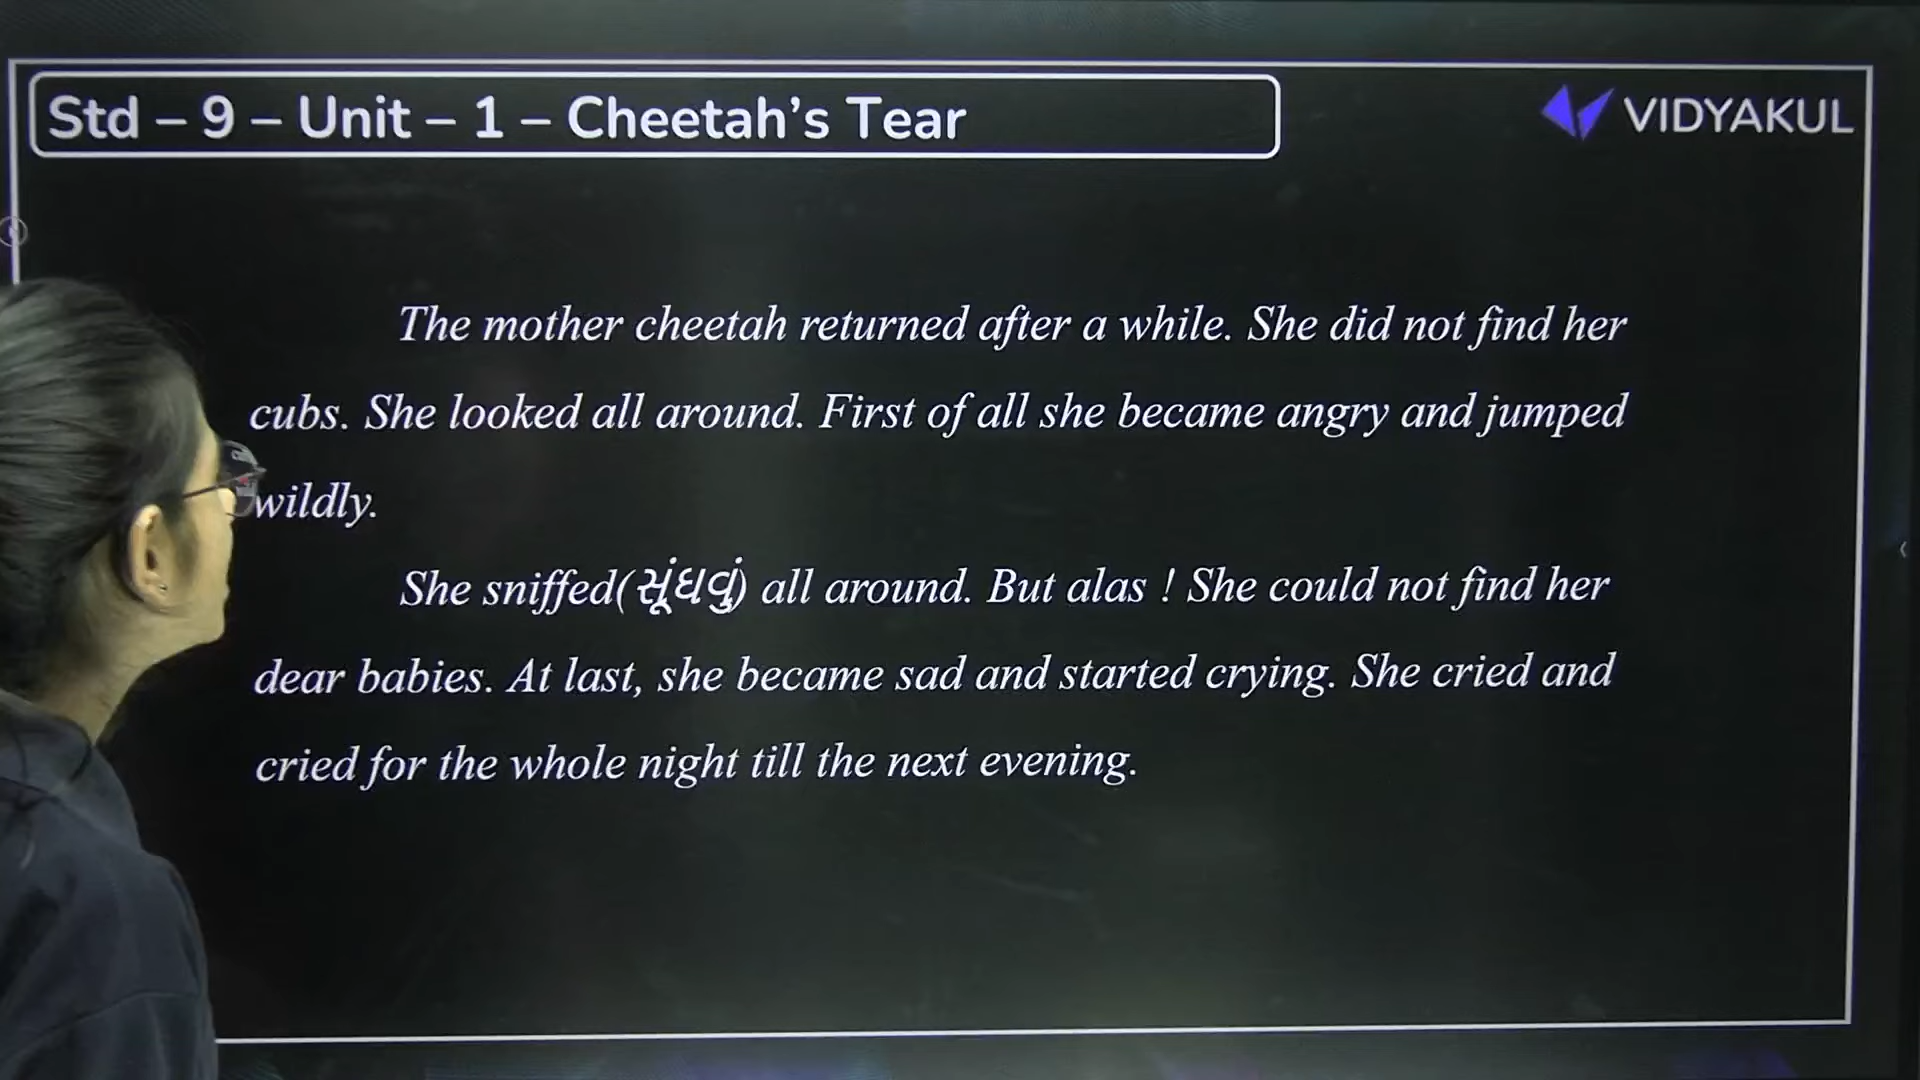 Std – 9 – Unit – 1 – Cheetah's Tear
VIDYAKUL
The mother cheetah returned after a while. She did not find her
cubs. She looked all around. First of all she became angry and jumped
wildly.
She sniffed(સૂંઘવું) all around. But alas ! She could not find her
dear babies. At last, she became sad and started crying. She cried and
cried for the whole night till the next evening.